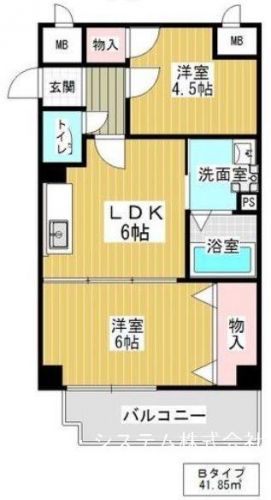 MB
物入
MB
洋室
4.5帖
玄関
トイレ
洗面室
PS
LDK
6帖
浴室
洋室
6帖
物入
バルコニー
システム株式会社
Bタイプ
41.85㎡